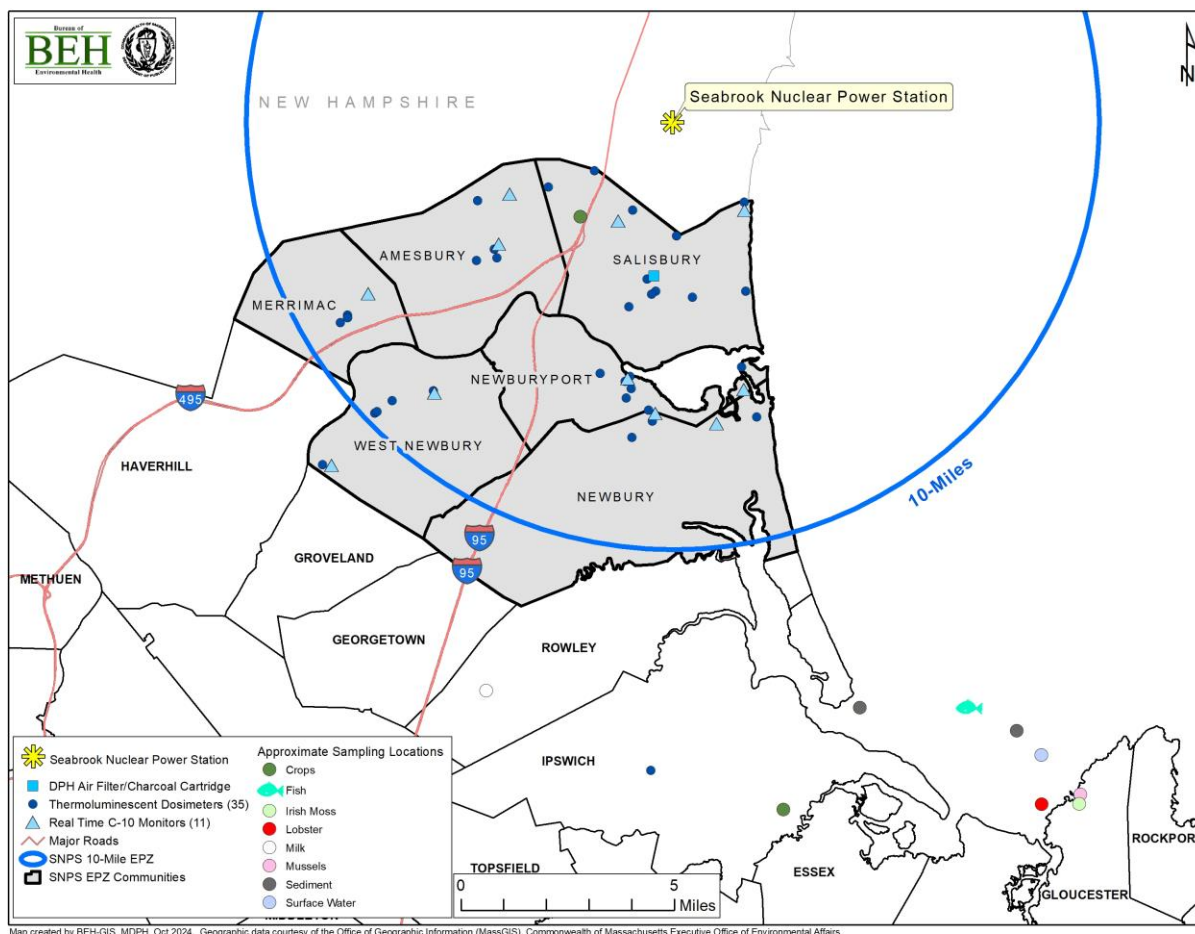 Bureau of
BEH
Environmental Health
NEW HAMPSHIRE
N
Seabrook Nuclear Power Station
AMESBURY
SALISBURY
MERRIMAC
NEWBURYPORT
495
WEST NEWBURY
HAVERHILL
NEWBURY
10-Miles
95
95
GROVELAND
METHUEN
GEORGETOWN
ROWLEY
IPSWICH
TOPSFIELD
ESSEX
ROCKPOR
GLOUCESTER
MIDDLETON
Seabrook Nuclear Power Station
DPH Air Filter/Charcoal Cartridge
Thermoluminescent Dosimeters (35)
Real Time C-10 Monitors (11)
Major Roads
SNPS 10-Mile EPZ
SNPS EPZ Communities
Approximate Sampling Locations
Crops
Fish
Irish Moss
Lobster
Milk
Mussels
Sediment
Surface Water
0 5
Miles
Map created by BEH-GIS, MDPH, Oct 2024. Geographic data courtesy of the Office of Geographic Information (MassGIS), Commonwealth of Massachusetts Executive Office of Environmental Affairs